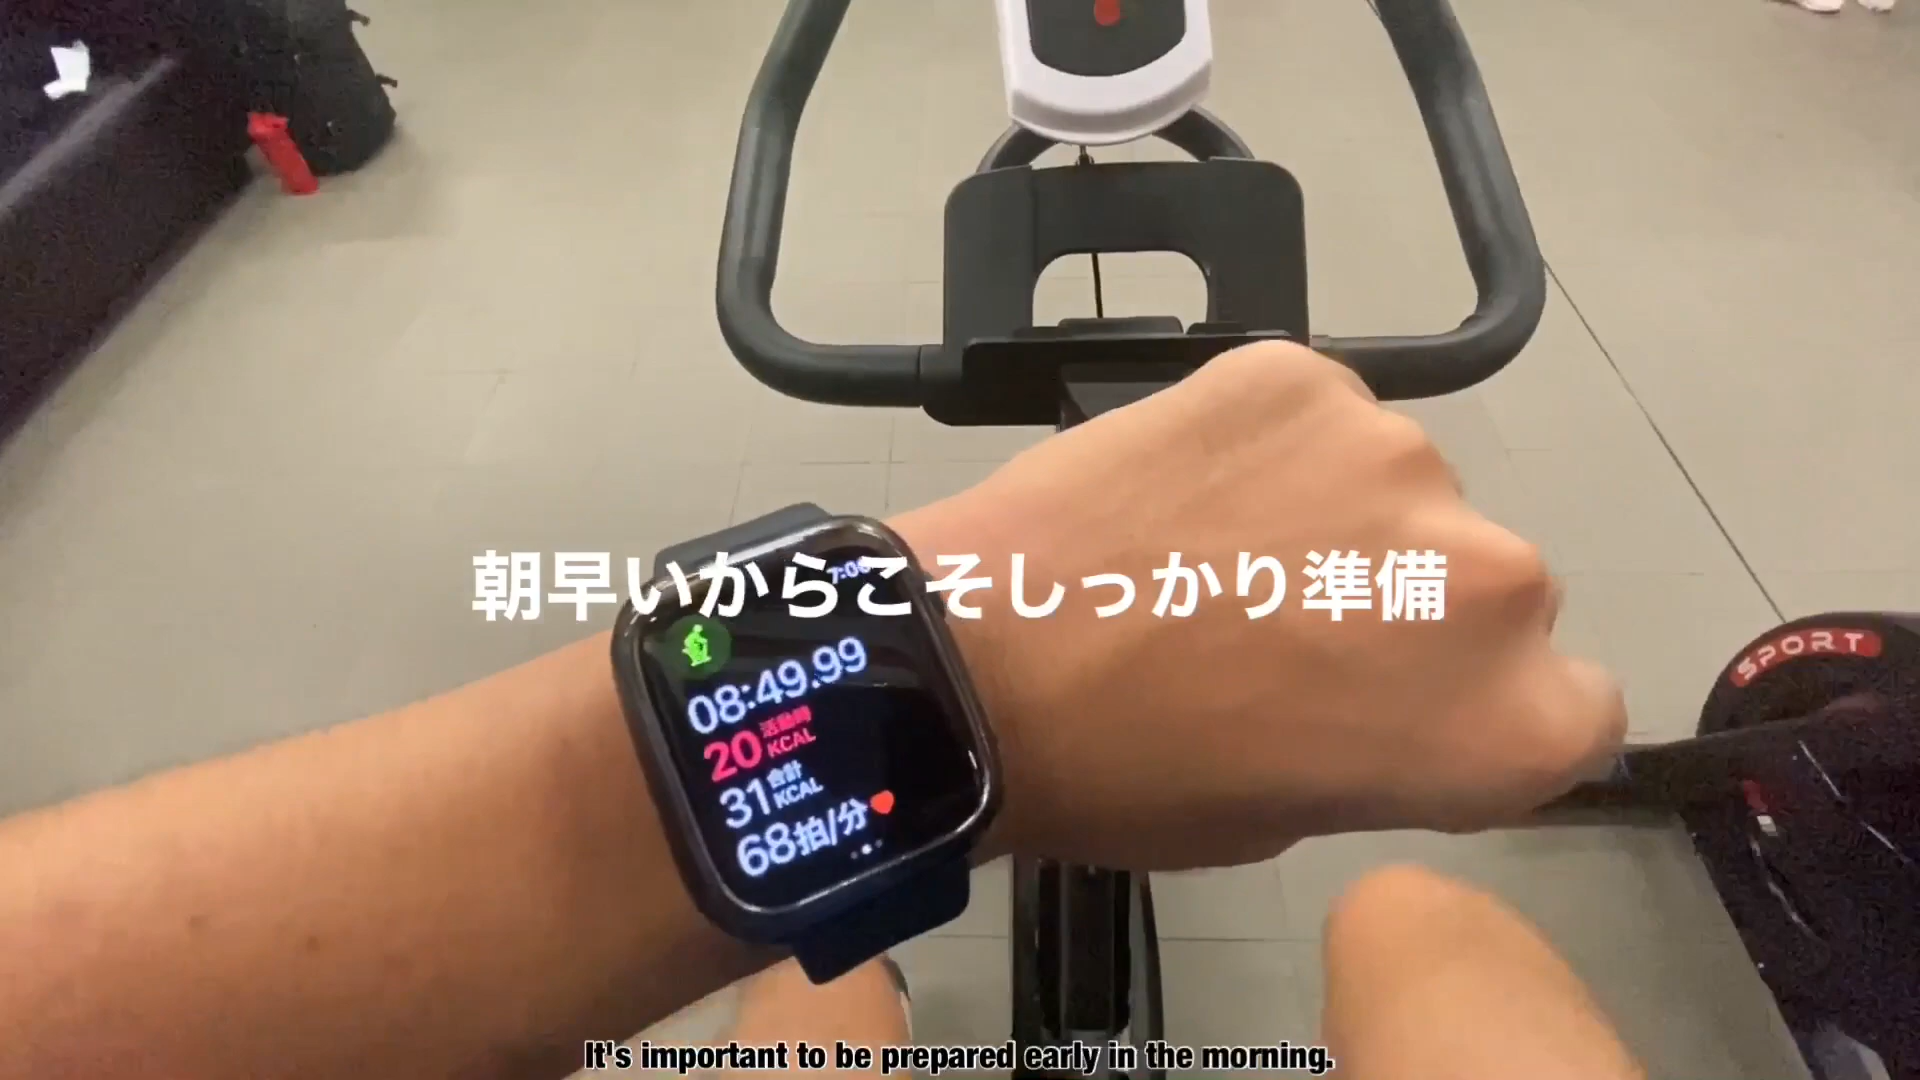 朝早いからこそしっかり準備
08:49.99
20 活動時
KCAL
31 合計
KCAL
68拍/分
SPORT
It's important to be prepared early in the morning.